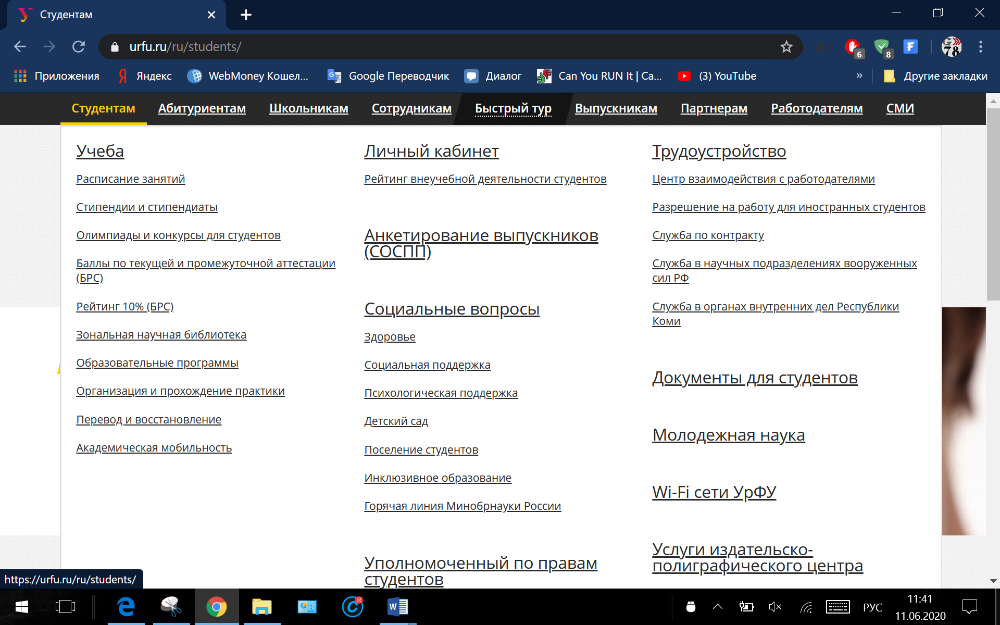 Студентам
urfu.ru/ru/students/
6
8
Приложения
Яндекс
WebMoney Кошел...
Google Переводчик
Диалог
Can You RUN It | Ca...
(3) YouTube
»
Другие закладки
Студентам
Абитуриентам
Школьникам
Сотрудникам
Быстрый тур
Выпускникам
Партнерам
Работодателям
СМИ
Учеба
Расписание занятий
Стипендии и стипендиаты
Олимпиады и конкурсы для студентов
Баллы по текущей и промежуточной аттестации
(БРС)
Рейтинг 10% (БРС)
Зональная научная библиотека
Образовательные программы
Организация и прохождение практики
Перевод и восстановление
Академическая мобильность
Личный кабинет
Рейтинг внеучебной деятельности студентов
Анкетирование выпускников
(СОСПП)
Социальные вопросы
Здоровье
Социальная поддержка
Психологическая поддержка
Детский сад
Поселение студентов
Инклюзивное образование
Горячая линия Минобрнауки России
Уполномоченный по правам
студентов
Трудоустройство
Центр взаимодействия с работодателями
Разрешение на работу для иностранных студентов
Служба по контракту
Служба в научных подразделениях вооруженных
сил РФ
Служба в органах внутренних дел Республики
Коми
Документы для студентов
Молодежная наука
Wi-Fi сети УрФУ
Услуги издательско-
полиграфического центра
https://urfu.ru/ru/students/
РУС
11:41
11.06.2020